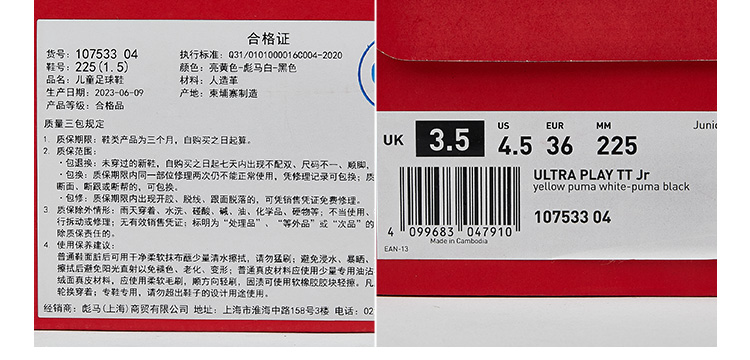 合格证
货号: 107533 04
执行标准: Q31/0101000016C004-2020
鞋号: 225(1.5)
颜色: 亮黄色-彪马白-黑色
品名: 儿童足球鞋
材料: 人造革
生产日期: 2023-06-09
产地: 柬埔寨制造
产品等级: 合格品
质量三包规定
1. 质保期限: 鞋类产品为三个月, 自购买之日起算。
2. 质保范围:
·包退换: 未穿过的新鞋, 自购买之日起七天内出现不配双、尺码不一、顺脚,
·包换: 质保期限内同一部位修理两次仍不能正常使用, 凭修理记录可包换; 质
断面、断跟或断帮的, 可包换。
·包修: 质保期限内出现开胶、脱线、跟面脱落的, 可凭销售凭证免费修理。
3 质保除外情形: 雨天穿着、水洗、碰酸、碱、油、化学品、硬物等; 不当使用、
行拆动或修理; 无有效销售凭证; 标明为“处理品”、“等外品”或“次品”的
除质保责任的。
4 使用保养建议:
普通鞋面脏后可用干净柔软抹布蘸少量清水擦拭, 请勿猛刷; 避免浸水、暴晒,
擦拭后避免阳光直射以免褪色、老化、变形; 普通真皮材料应使用少量专用油沾
绒面真皮材料, 应使用柔软毛刷, 顺方向轻刷, 固渍可使用软橡胶胶块轻擦。凡
轮换穿着; 专鞋专用, 请勿超出鞋子的设计用途使用。
经销商: 彪马(上海)商贸有限公司 地址: 上海市淮海中路158号3楼 电话: 02
Junio
UK 3.5 US 4.5 EUR 36 MM 225
ULTRA PLAY TT Jr
yellow puma white-puma black
107533 04
4 099683 047910
EAN-13
Made in Cambodia